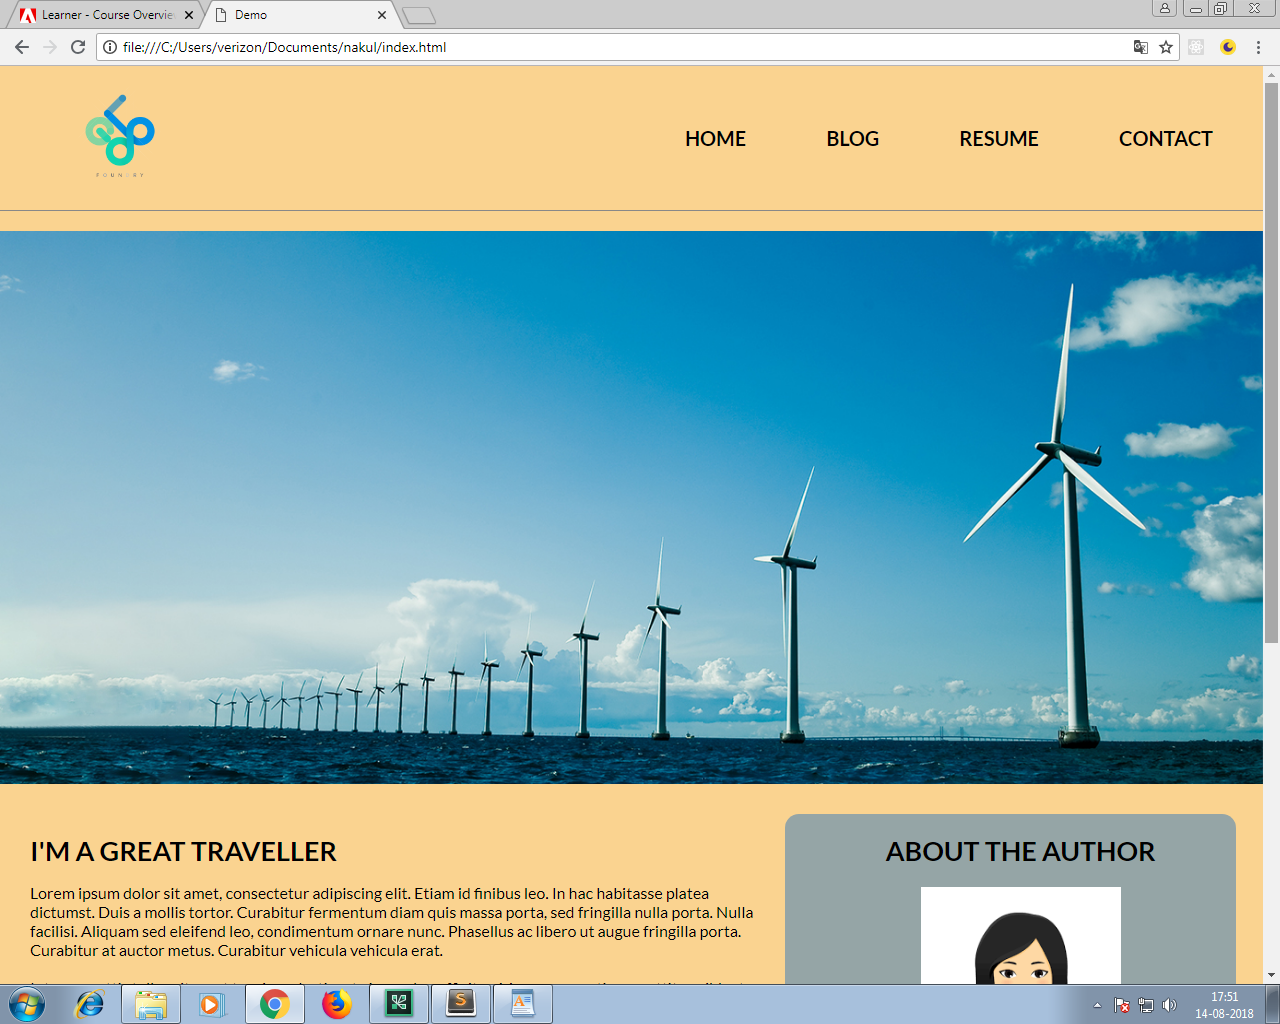 Learner - Course Overvie
Demo
file:///C:/Users/verizon/Documents/nakul/index.html
FOUNDRY
HOME BLOG RESUME CONTACT
I'M A GREAT TRAVELLER
Lorem ipsum dolor sit amet, consectetur adipiscing elit. Etiam id finibus leo. In hac habitasse platea
dictumst. Duis a mollis tortor. Curabitur fermentum diam quis massa porta, sed fringilla nulla porta. Nulla
facilisi. Aliquam sed eleifend leo, condimentum ornare nunc. Phasellus ac libero ut augue fringilla porta.
Curabitur at auctor metus. Curabitur vehicula vehicula erat.
ABOUT THE AUTHOR
17:51
14-08-2018